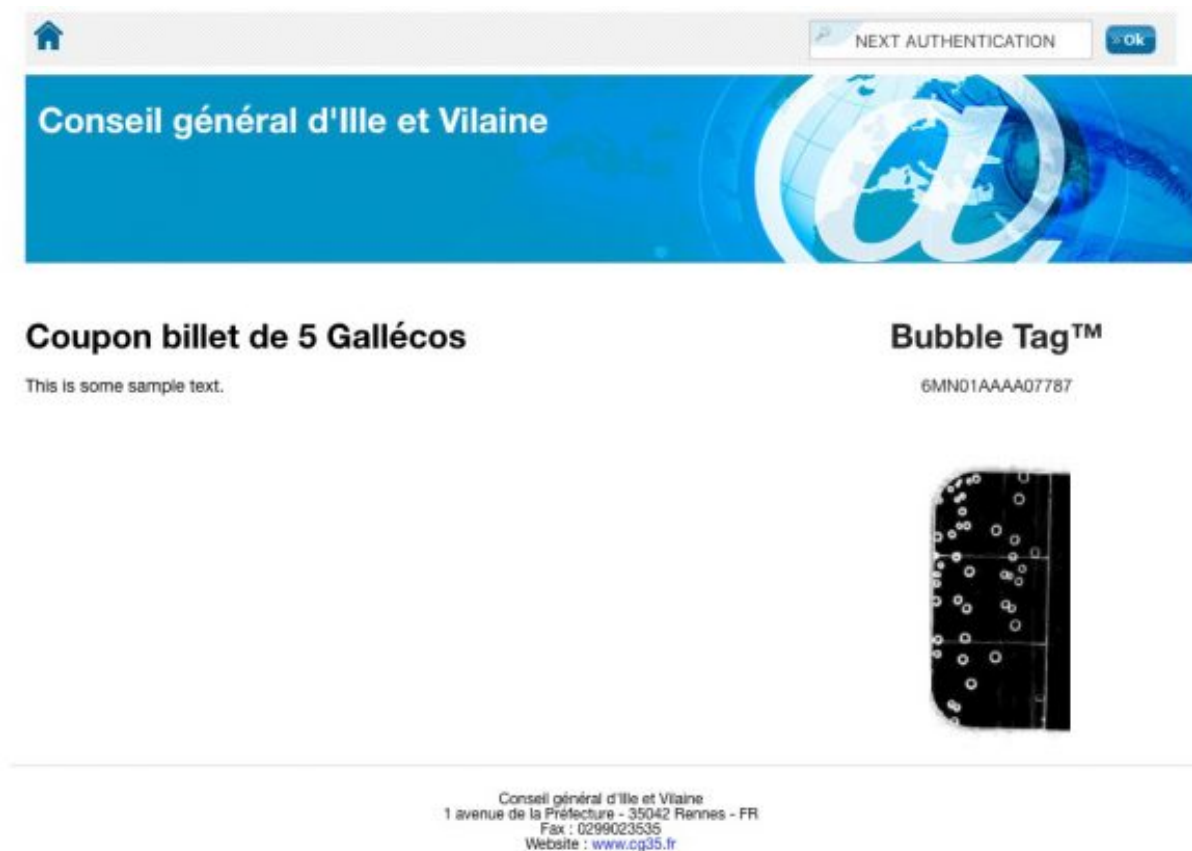 NEXT AUTHENTICATION
Ok
Conseil général d'Ille et Vilaine
Coupon billet de 5 Gallécos
This is some sample text.
Bubble Tag™
6MN01AAAA07787
Conseil général d'Ille et Vilaine
1 avenue de la Préfecture - 35042 Rennes - FR
Fax : 0299023535
Website : www.cg35.fr